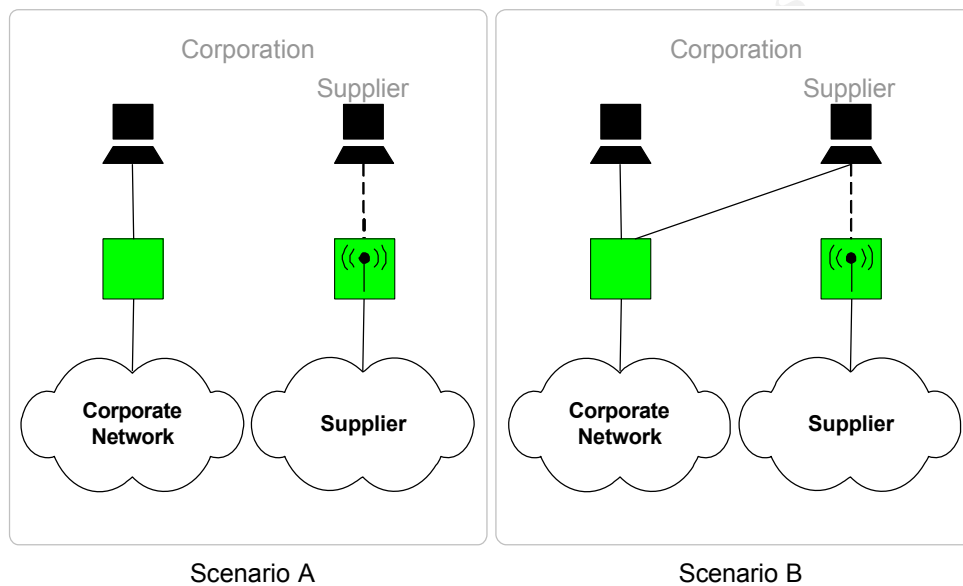 Corporation
Supplier
Corporate
Network
Supplier
Scenario A
Corporation
Supplier
Corporate
Network
Supplier
Scenario B